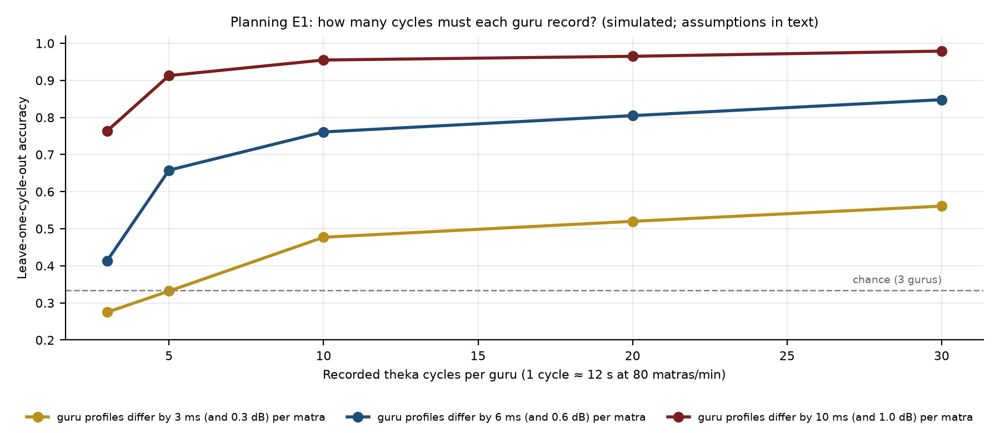 Planning E1: how many cycles must each guru record? (simulated; assumptions in text)
Leave-one-cycle-out accuracy
1.0
0.9
0.8
0.7
0.6
0.5
0.4
0.3
0.2
chance (3 gurus)
5 10 15 20 25 30
Recorded theka cycles per guru (1 cycle ≈ 12 s at 80 matras/min)
guru profiles differ by 3 ms (and 0.3 dB) per matra guru profiles differ by 6 ms (and 0.6 dB) per matra guru profiles differ by 10 ms (and 1.0 dB) per matra